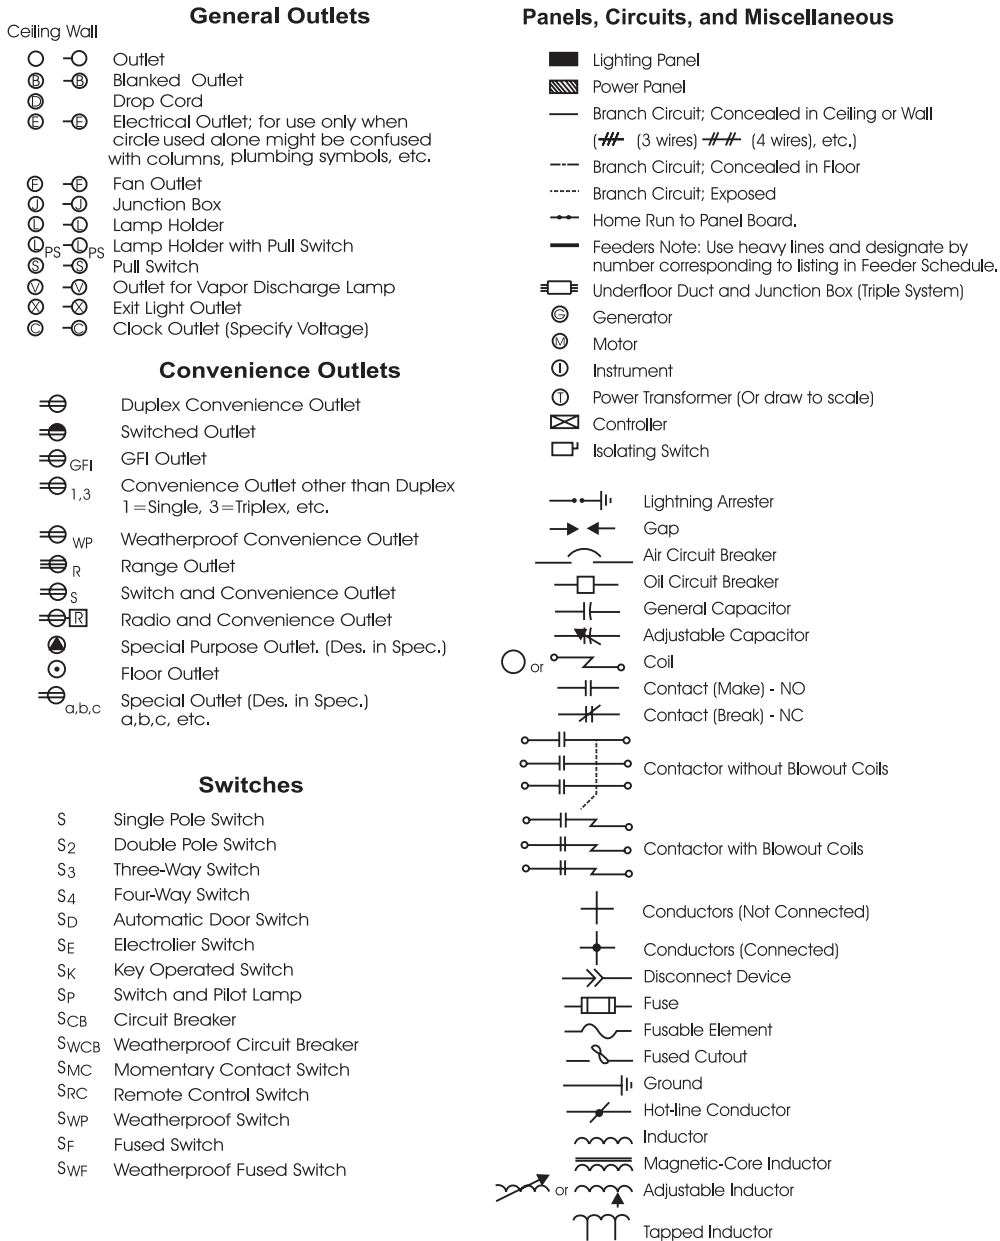 General Outlets
Ceiling Wall
Outlet
B B Blanked Outlet
D Drop Cord
E E Electrical Outlet; for use only when
circle used alone might be confused
with columns, plumbing symbols, etc.
F F Fan Outlet
J J Junction Box
L L Lamp Holder
L PS L PS Lamp Holder with Pull Switch
S S Pull Switch
V V Outlet for Vapor Discharge Lamp
X X Exit Light Outlet
C C Clock Outlet (Specify Voltage)
Convenience Outlets
Duplex Convenience Outlet
Switched Outlet
GFI GFI Outlet
1,3 Convenience Outlet other than Duplex
1=Single, 3=Triplex, etc.
WP Weatherproof Convenience Outlet
R Range Outlet
S Switch and Convenience Outlet
R Radio and Convenience Outlet
Special Purpose Outlet. (Des. in Spec.)
Floor Outlet
a,b,c Special Outlet (Des. in Spec.)
a,b,c, etc.
Switches
S Single Pole Switch
S2 Double Pole Switch
S3 Three-Way Switch
S4 Four-Way Switch
SD Automatic Door Switch
SE Electrolier Switch
SK Key Operated Switch
SP Switch and Pilot Lamp
SCB Circuit Breaker
SWCB Weatherproof Circuit Breaker
SMC Momentary Contact Switch
SRC Remote Control Switch
SWP Weatherproof Switch
SF Fused Switch
SWF Weatherproof Fused Switch
Panels, Circuits, and Miscellaneous
Lighting Panel
Power Panel
Branch Circuit; Concealed in Ceiling or Wall
( (3 wires) (4 wires), etc.)
Branch Circuit; Concealed in Floor
Branch Circuit; Exposed
Home Run to Panel Board.
Feeders Note: Use heavy lines and designate by
number corresponding to listing in Feeder Schedule.
Underfloor Duct and Junction Box (Triple System)
G Generator
M Motor
I Instrument
T Power Transformer (Or draw to scale)
Controller
Isolating Switch
Lightning Arrester
Gap
Air Circuit Breaker
Oil Circuit Breaker
General Capacitor
Adjustable Capacitor
or Coil
Contact (Make) - NO
Contact (Break) - NC
Contactor without Blowout Coils
Contactor with Blowout Coils
Conductors (Not Connected)
Conductors (Connected)
Disconnect Device
Fuse
Fusable Element
Fused Cutout
Ground
Hot-line Conductor
Inductor
Magnetic-Core Inductor
or Adjustable Inductor
Tapped Inductor